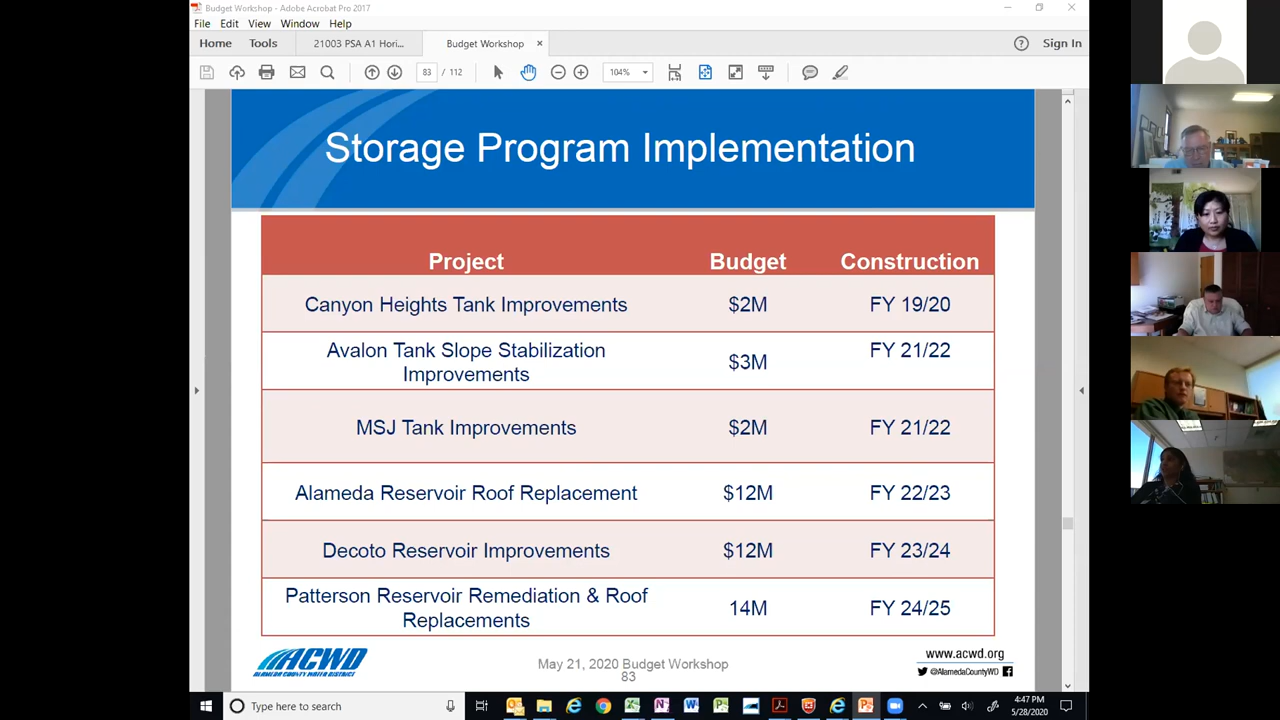 Budget Workshop - Adobe Acrobat Pro 2017
File Edit View Window Help
Home Tools 21003 PSA A1 Hori... Budget Workshop × Sign In
83 / 112 104%
Storage Program Implementation
Project Budget Construction
Canyon Heights Tank Improvements $2M FY 19/20
Avalon Tank Slope Stabilization
Improvements $3M FY 21/22
MSJ Tank Improvements $2M FY 21/22
Alameda Reservoir Roof Replacement $12M FY 22/23
Decoto Reservoir Improvements $12M FY 23/24
Patterson Reservoir Remediation & Roof
Replacements 14M FY 24/25
ACWD
ALAMEDA COUNTY WATER DISTRICT
May 21, 2020 Budget Workshop
83
www.acwd.org
@AlamedaCountyWD
Type here to search
4:47 PM
5/28/2020